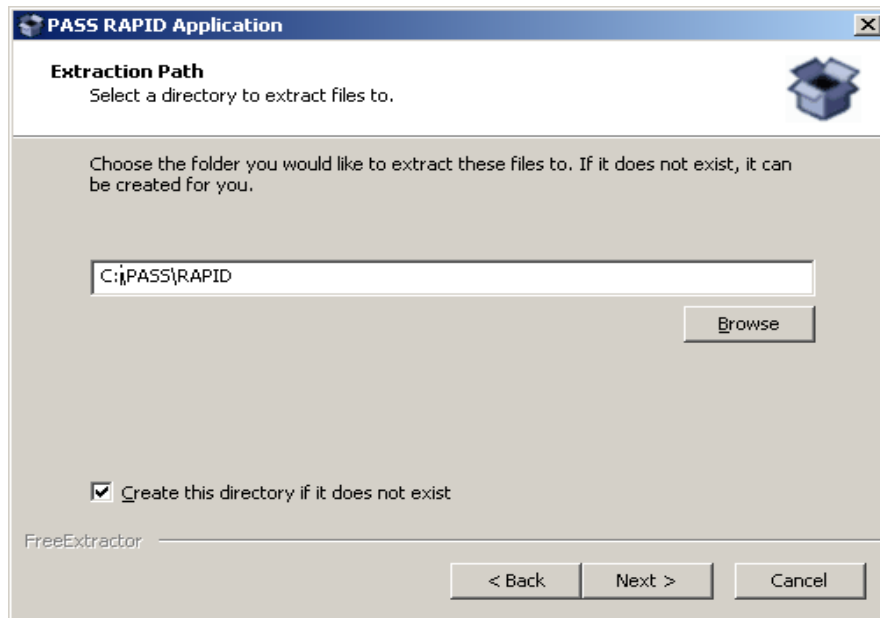 PASS RAPID Application
Extraction Path
Select a directory to extract files to.
Choose the folder you would like to extract these files to. If it does not exist, it can
be created for you.
C:\PASS\RAPID
Browse
Create this directory if it does not exist
FreeExtractor
< Back Next > Cancel